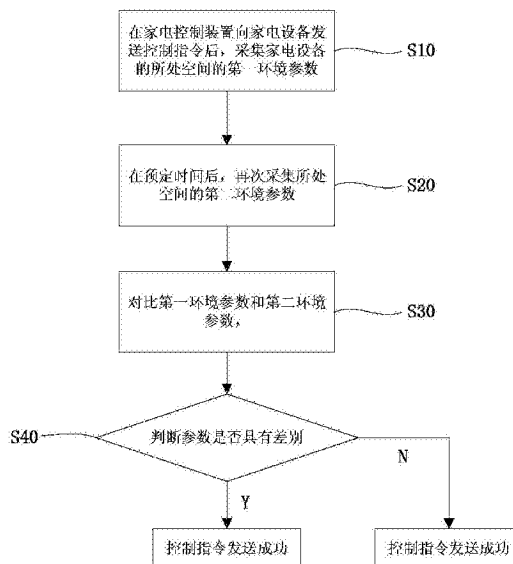 在家电控制装置向家电设备发
送控制指令后，采集家电设备
的所处空间的第一环境参数
S10
在预定时间后，再次采集所处
空间的第二环境参数
S20
对比第一环境参数和第二环境
参数，
S30
S40
判断参数是否具有差别
N
Y
控制指令发送成功
控制指令发送成功